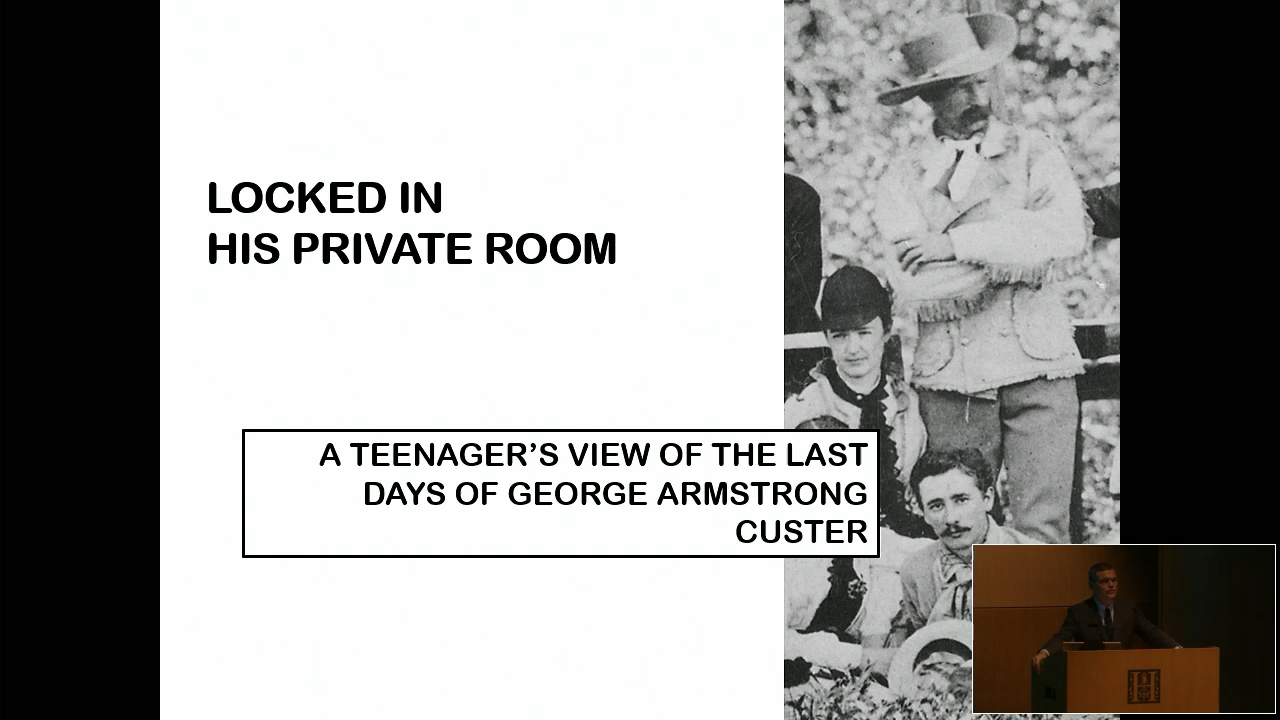 LOCKED IN
HIS PRIVATE ROOM
A TEENAGER’S VIEW OF THE LAST
DAYS OF GEORGE ARMSTRONG
CUSTER